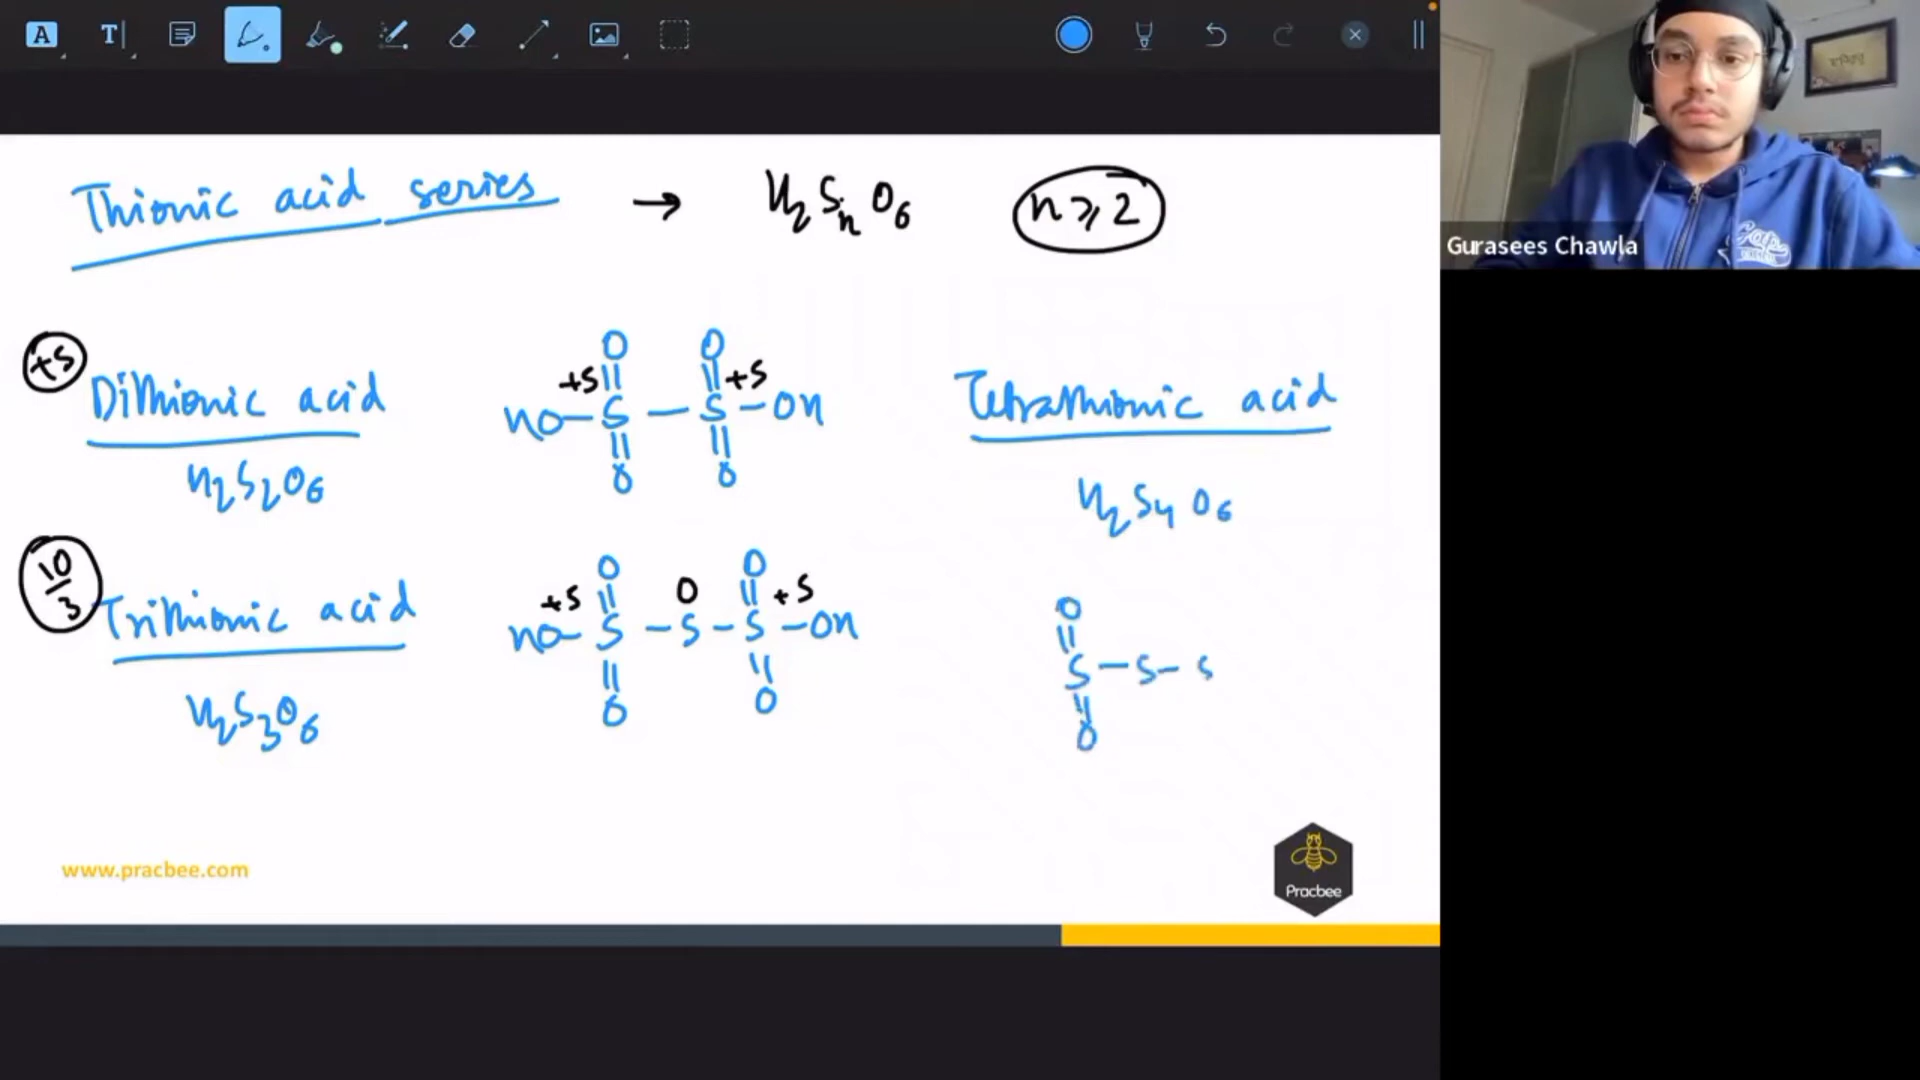 A T
Thionic acid series → H2SnO6 n ⩾ 2
+5
Dithionic acid
H2S2O6
O O
+5 +5
HO–S–S–OH
O O
10/3
Trithionic acid
H2S3O6
O O
+5 0 +5
HO–S–S–S–OH
O O
Tetrathionic acid
H2S4O6
O
S–S–S
O
www.pracbee.com
Pracbee
Gurasees Chawla